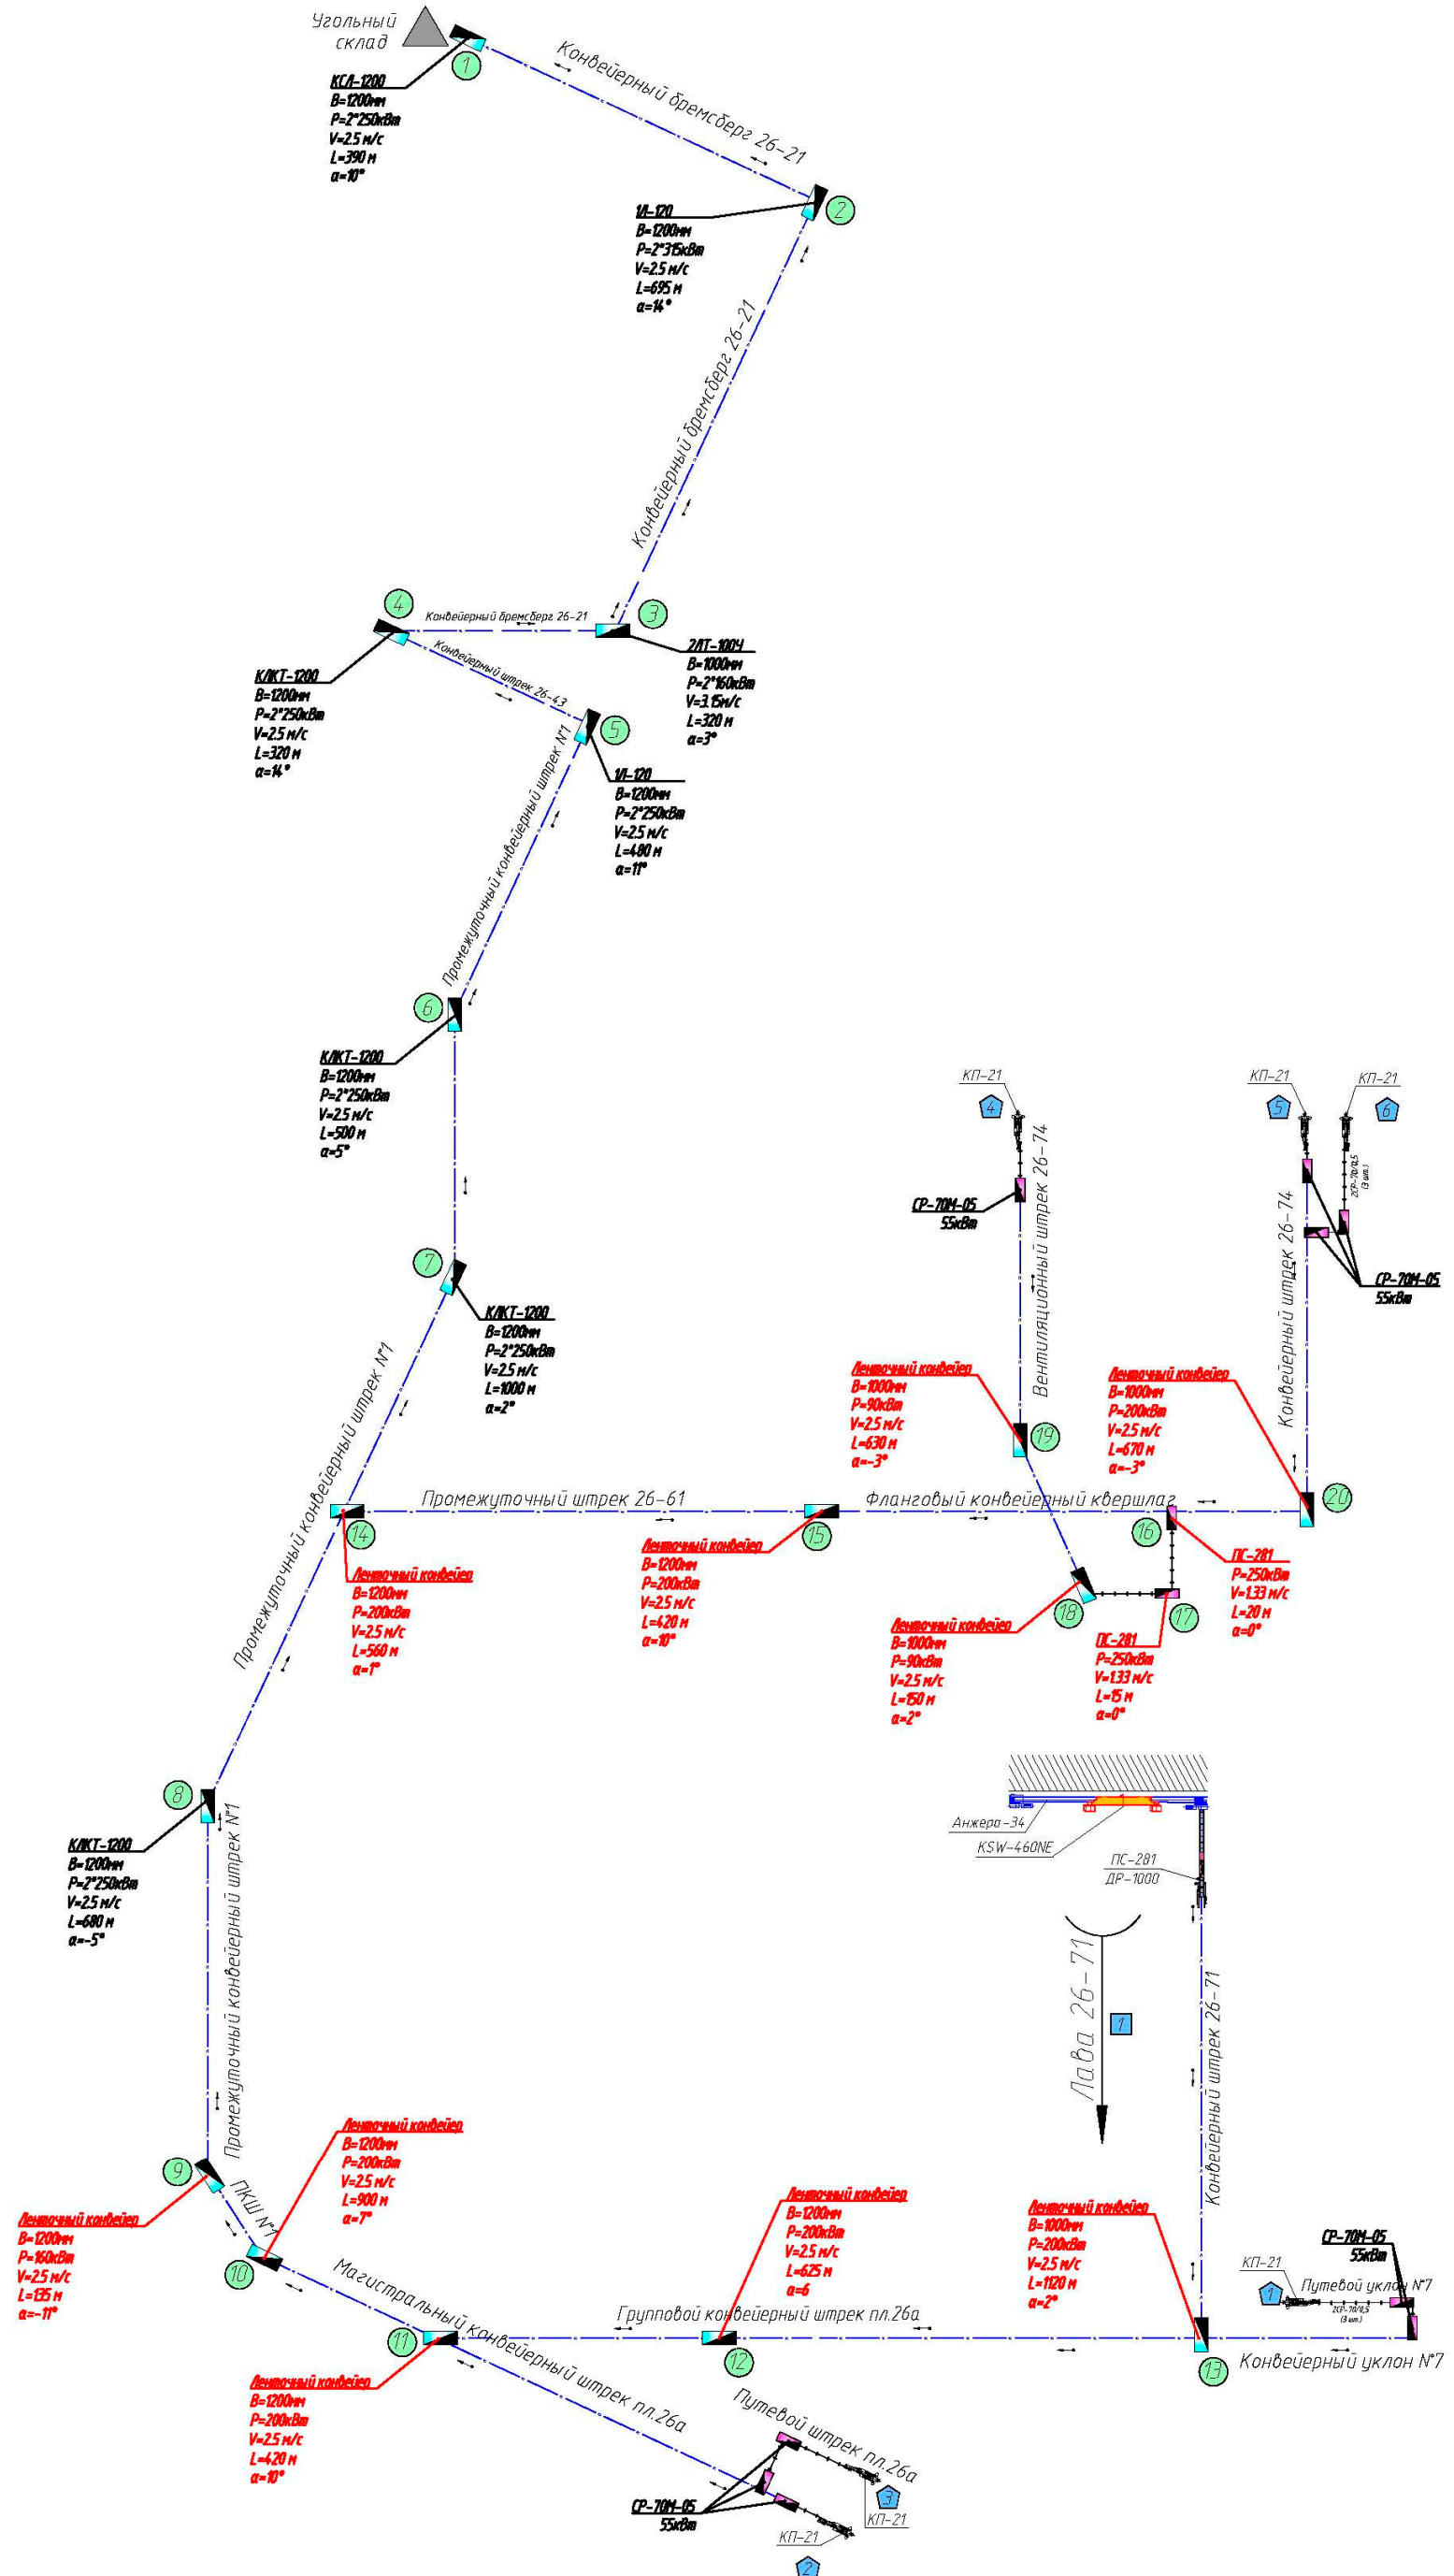 Угольный
склад
1
КСЛ-1200
В=1200мм
Р=2*250кВт
V=2.5 м/с
L=390 м
α=10°
Конвейерный бремсберг 26-21
2
1Л-120
В=1200мм
Р=2*315кВт
V=2.5 м/с
L=695 м
α=14°
Конвейерный бремсберг 26-21
4
Конвейерный бремсберг 26-21
3
2ЛТ-100У
В=1000мм
Р=2*160кВт
V=3.15м/с
L=320 м
α=3°
КЛКТ-1200
В=1200мм
Р=2*250кВт
V=2.5 м/с
L=320 м
α=14°
Конвейерный штрек 26-43
5
1Л-120
В=1200мм
Р=2*250кВт
V=2.5 м/с
L=480 м
α=11°
Промежуточный конвейерный штрек №1
6
КЛКТ-1200
В=1200мм
Р=2*250кВт
V=2.5 м/с
L=500 м
α=5°
7
КЛКТ-1200
В=1200мм
Р=2*250кВт
V=2.5 м/с
L=1000 м
α=2°
Промежуточный конвейерный штрек №1
КП-21
4
СР-70М-05
55кВт
Вентиляционный штрек 26-74
КП-21
5
КП-21
6
2СР-70/0,5
(3 шт.)
СР-70М-05
55кВт
Конвейерный штрек 26-74
Ленточный конвейер
В=1000мм
Р=90кВт
V=2.5 м/с
L=630 м
α=-3°
19
Ленточный конвейер
В=1000мм
Р=200кВт
V=2.5 м/с
L=670 м
α=-3°
20
Промежуточный штрек 26-61
Фланговый конвейерный квершлаг
14
Ленточный конвейер
В=1200мм
Р=200кВт
V=2.5 м/с
L=560 м
α=1°
15
Ленточный конвейер
В=1200мм
Р=200кВт
V=2.5 м/с
L=420 м
α=10°
16
ПС-281
Р=250кВт
V=1.33 м/с
L=20 м
α=0°
18
Ленточный конвейер
В=1000мм
Р=90кВт
V=2.5 м/с
L=150 м
α=2°
17
ПС-281
Р=250кВт
V=1.33 м/с
L=15 м
α=0°
8
КЛКТ-1200
В=1200мм
Р=2*250кВт
V=2.5 м/с
L=680 м
α=-5°
Промежуточный конвейерный штрек №1
Анжера-34
KSW-460NE
ПС-281
ДР-1000
Лава 26-71
1
Конвейерный штрек 26-71
9
ПКШ №1
Ленточный конвейер
В=1200мм
Р=160кВт
V=2.5 м/с
L=135 м
α=-11°
10
Ленточный конвейер
В=1200мм
Р=200кВт
V=2.5 м/с
L=900 м
α=7°
Магистральный конвейерный штрек пл.26а
11
Ленточный конвейер
В=1200мм
Р=200кВт
V=2.5 м/с
L=420 м
α=10°
Ленточный конвейер
В=1200мм
Р=200кВт
V=2.5 м/с
L=625 м
α=6
Групповой конвейерный штрек пл.26а
12
Ленточный конвейер
В=1000мм
Р=200кВт
V=2.5 м/с
L=1120 м
α=2°
13
СР-70М-05
55кВт
КП-21
1
Путевой уклон №7
2СР-70/0,5
(3 шт.)
Конвейерный уклон №7
Путевой штрек пл.26а
3
КП-21
СР-70М-05
55кВт
КП-21
2